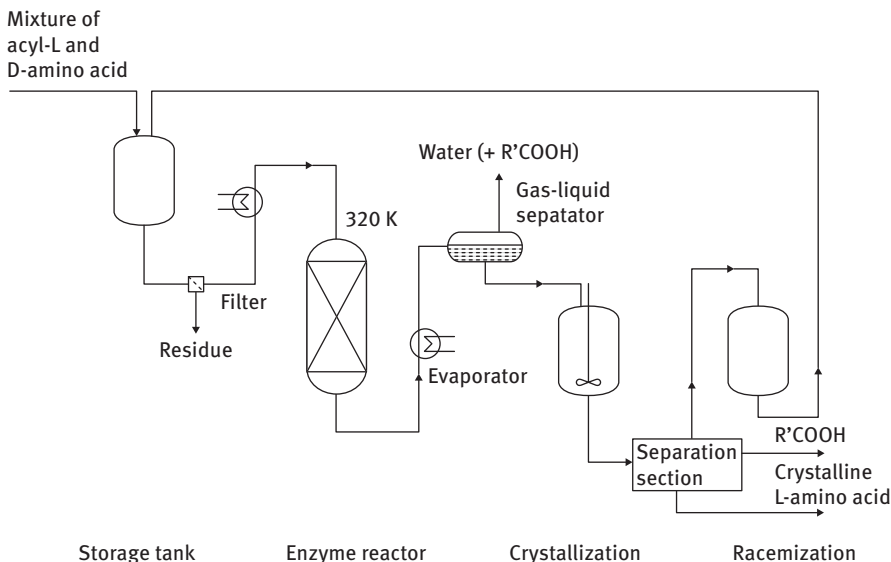 Mixture of
acyl-L and
D-amino acid
Water (+ R'COOH)
Gas-liquid
sepatator
320 K
Filter
Residue
Evaporator
R'COOH
Separation
section
Crystalline
L-amino acid
Storage tank
Enzyme reactor
Crystallization
Racemization